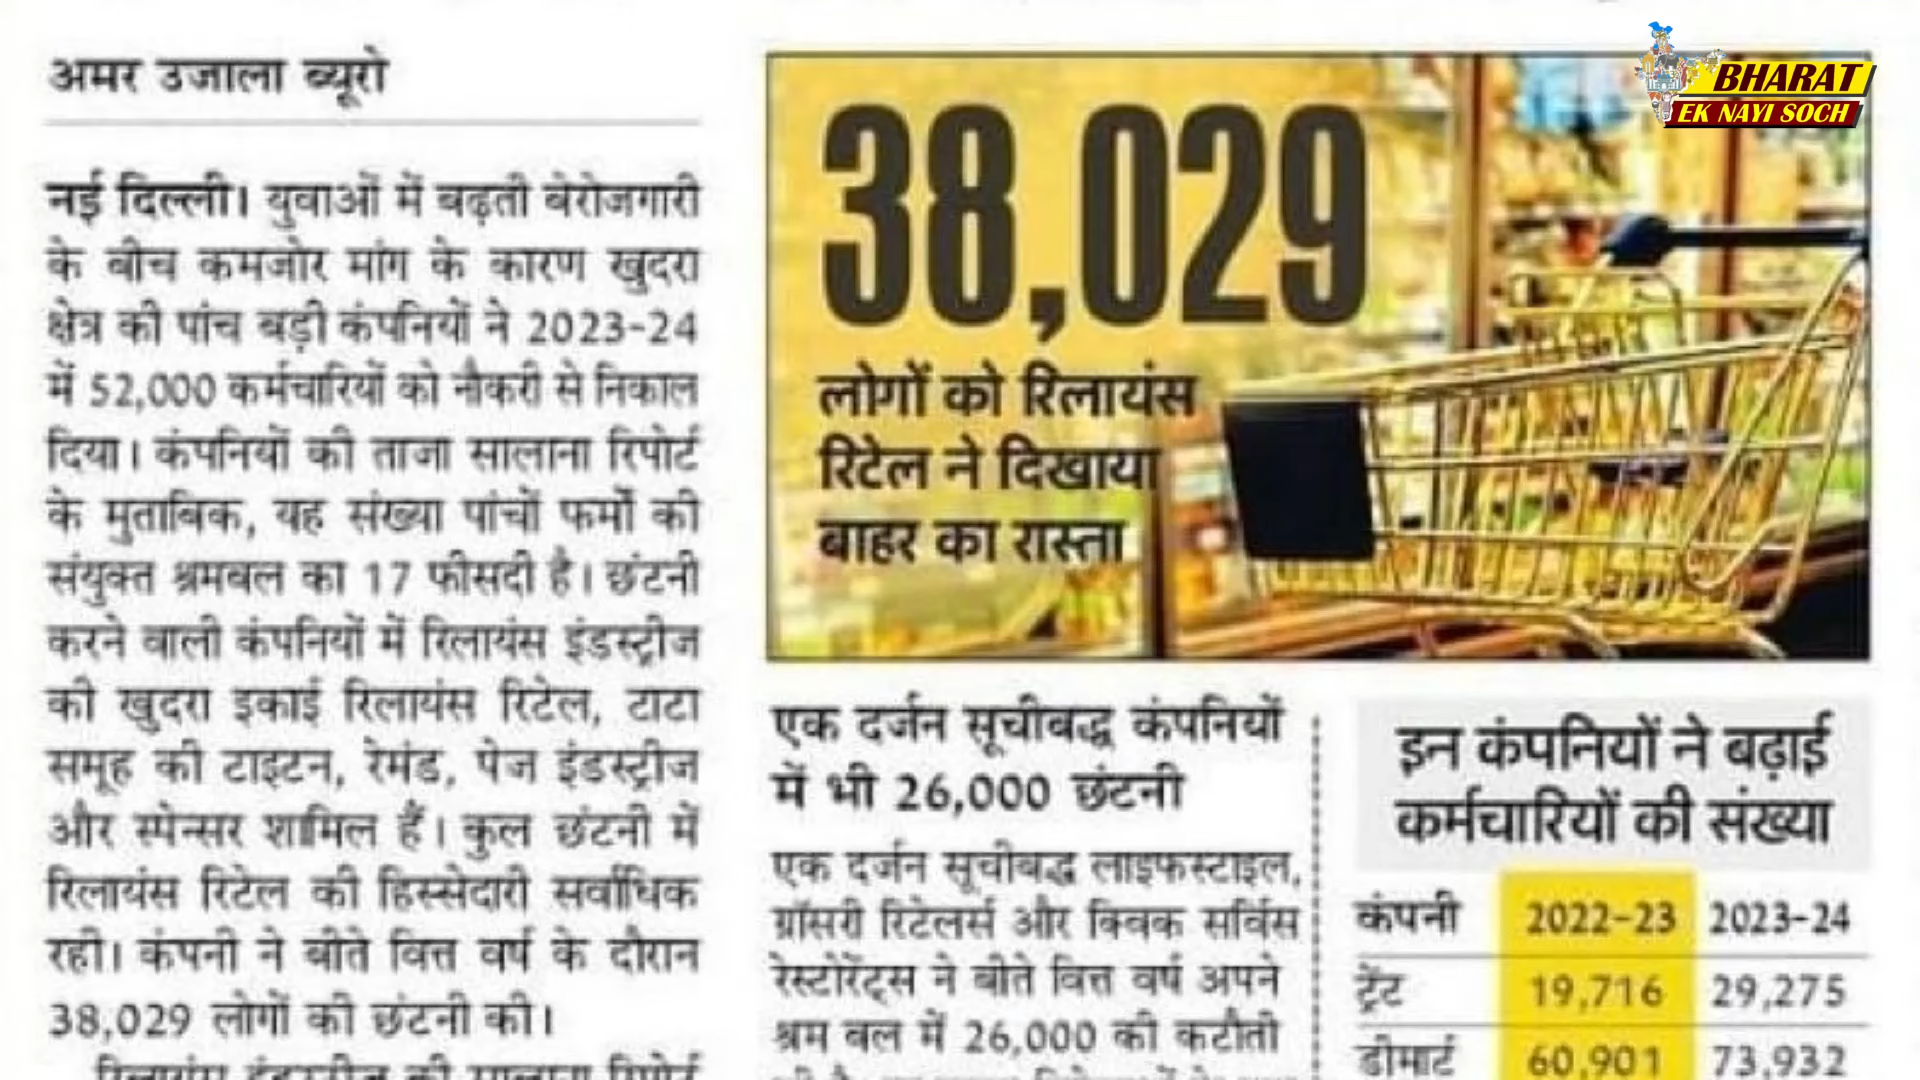 अमर उजाला ब्यूरो
नई दिल्ली। युवाओं में बढ़ती बेरोजगारी
के बीच कमजोर मांग के कारण खुदरा
क्षेत्र की पांच बड़ी कंपनियों ने 2023-24
में 52,000 कर्मचारियों को नौकरी से निकाल
दिया। कंपनियों की ताजा सालाना रिपोर्ट
के मुताबिक, यह संख्या पांचों फर्मों की
संयुक्त श्रमबल का 17 फीसदी है। छंटनी
करने वाली कंपनियों में रिलायंस इंडस्ट्रीज
की खुदरा इकाई रिलायंस रिटेल, टाटा
समूह की टाइटन, रेमंड, पेज इंडस्ट्रीज
और स्पेन्सर शामिल हैं। कुल छंटनी में
रिलायंस रिटेल की हिस्सेदारी सर्वाधिक
रही। कंपनी ने बीते वित्त वर्ष के दौरान
38,029 लोगों की छंटनी की।
रिलायंस इंडस्ट्रीज की सालाना रिपोर्ट
BHARAT
EK NAYI SOCH
38,029
लोगों को रिलायंस
रिटेल ने दिखाया
बाहर का रास्ता
एक दर्जन सूचीबद्ध कंपनियों
में भी 26,000 छंटनी
एक दर्जन सूचीबद्ध लाइफस्टाइल,
ग्रॉसरी रिटेलर्स और क्विक सर्विस
रेस्टोरेंट्स ने बीते वित्त वर्ष अपने
श्रम बल में 26,000 की कटौती
इन कंपनियों ने बढ़ाई
कर्मचारियों की संख्या
कंपनी 2022-23 2023-24
ट्रेंट 19,716 29,275
डीमार्ट 60,901 73,932